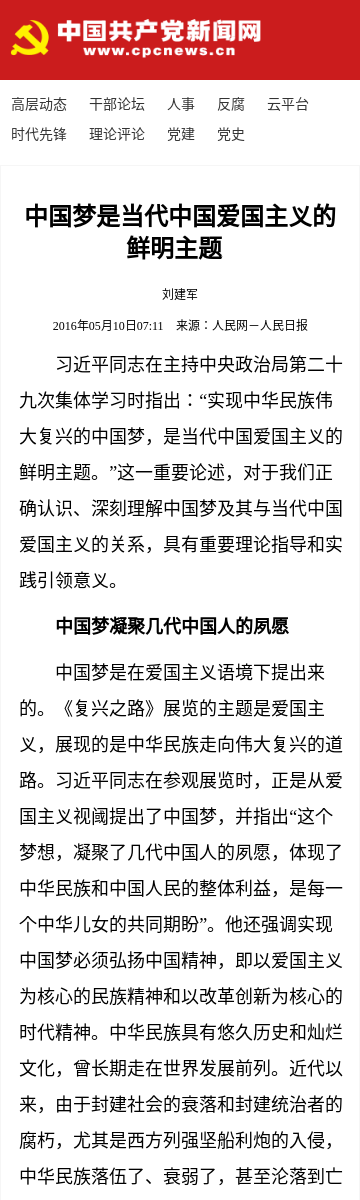 中国共产党新闻网
www.cpcnews.cn
高层动态 干部论坛 人事 反腐 云平台
时代先锋 理论评论 党建 党史
中国梦是当代中国爱国主义的
鲜明主题
刘建军
2016年05月10日07:11 来源：人民网－人民日报
习近平同志在主持中央政治局第二十
九次集体学习时指出：“实现中华民族伟
大复兴的中国梦，是当代中国爱国主义的
鲜明主题。”这一重要论述，对于我们正
确认识、深刻理解中国梦及其与当代中国
爱国主义的关系，具有重要理论指导和实
践引领意义。
中国梦凝聚几代中国人的夙愿
中国梦是在爱国主义语境下提出来
的。《复兴之路》展览的主题是爱国主
义，展现的是中华民族走向伟大复兴的道
路。习近平同志在参观展览时，正是从爱
国主义视阈提出了中国梦，并指出“这个
梦想，凝聚了几代中国人的夙愿，体现了
中华民族和中国人民的整体利益，是每一
个中华儿女的共同期盼”。他还强调实现
中国梦必须弘扬中国精神，即以爱国主义
为核心的民族精神和以改革创新为核心的
时代精神。中华民族具有悠久历史和灿烂
文化，曾长期走在世界发展前列。近代以
来，由于封建社会的衰落和封建统治者的
腐朽，尤其是西方列强坚船利炮的入侵，
中华民族落伍了、衰弱了，甚至沦落到亡